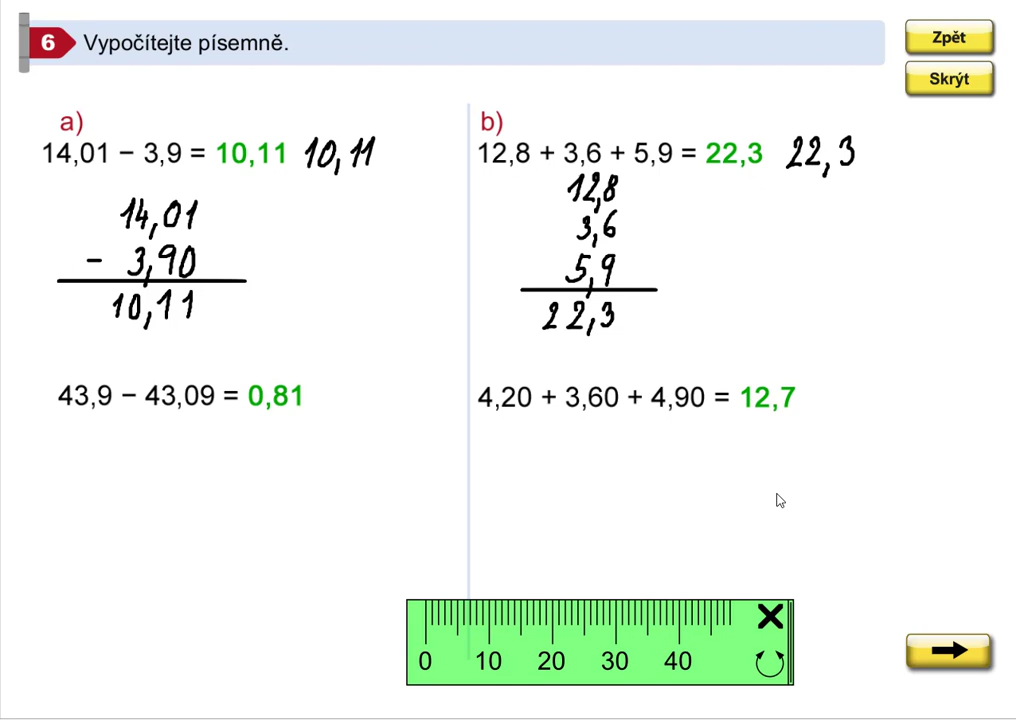 6 Vypočítejte písemně.
Zpět
Skrýt
a)
14,01 − 3,9 = 10,11 10,11
14,01
− 3,90
10,11
43,9 − 43,09 = 0,81
b)
12,8 + 3,6 + 5,9 = 22,3 22,3
12,8
3,6
5,9
22,3
4,20 + 3,60 + 4,90 = 12,7
0 10 20 30 40